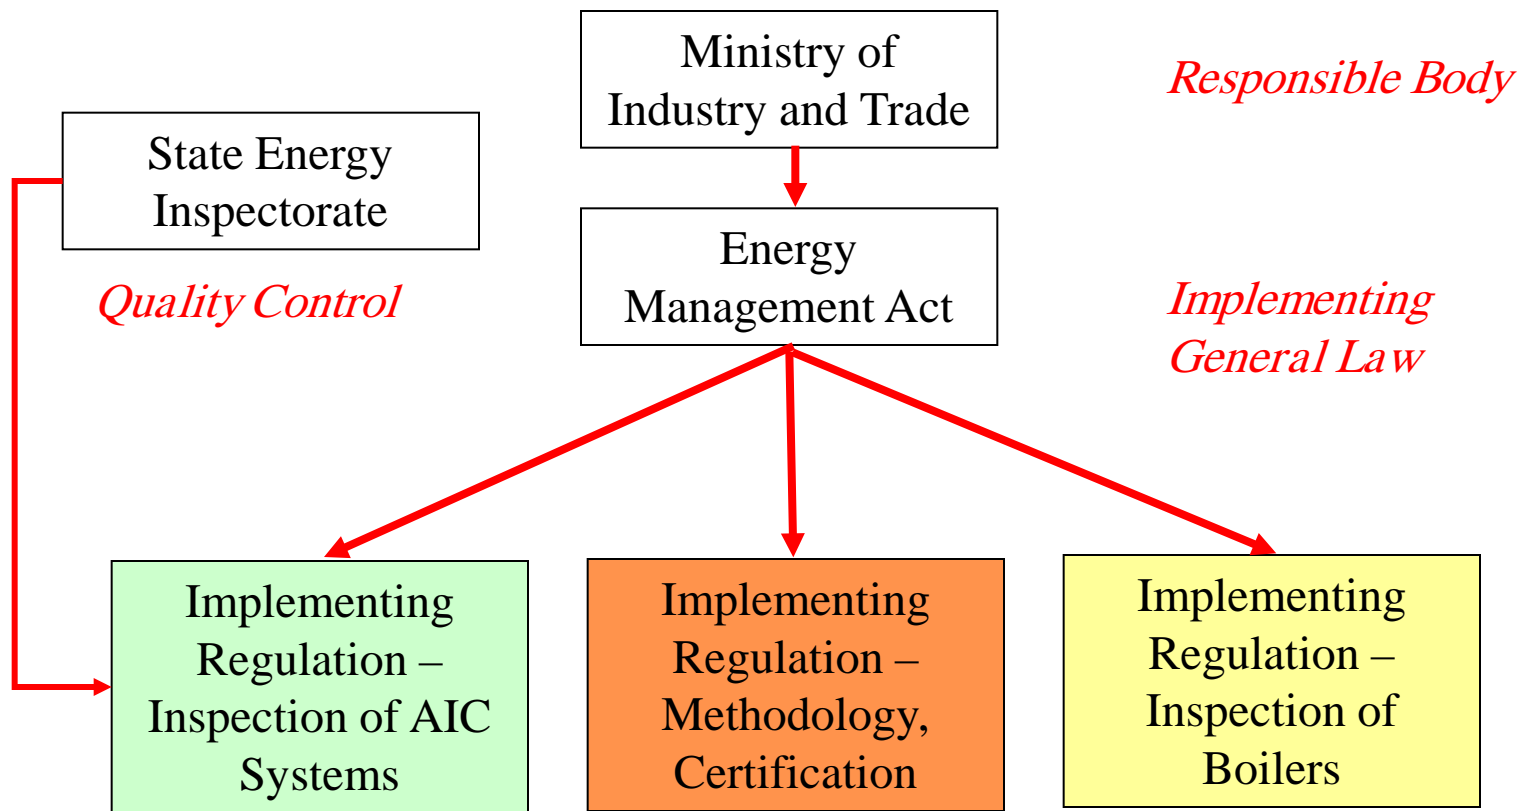 Ministry of
Industry and Trade
Responsible Body
State Energy
Inspectorate
Quality Control
Energy
Management Act
Implementing
General Law
Implementing
Regulation –
Inspection of AIC
Systems
Implementing
Regulation –
Methodology,
Certification
Implementing
Regulation –
Inspection of
Boilers